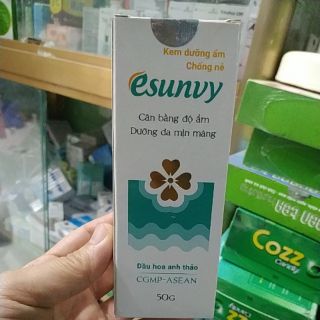 Kem dưỡng ẩm
Chống nẻ
esunvy
Cân bằng độ ẩm
Dưỡng da mịn màng
Dầu hoa anh thảo
CGMP-ASEAN
50G
Cozz
Candy